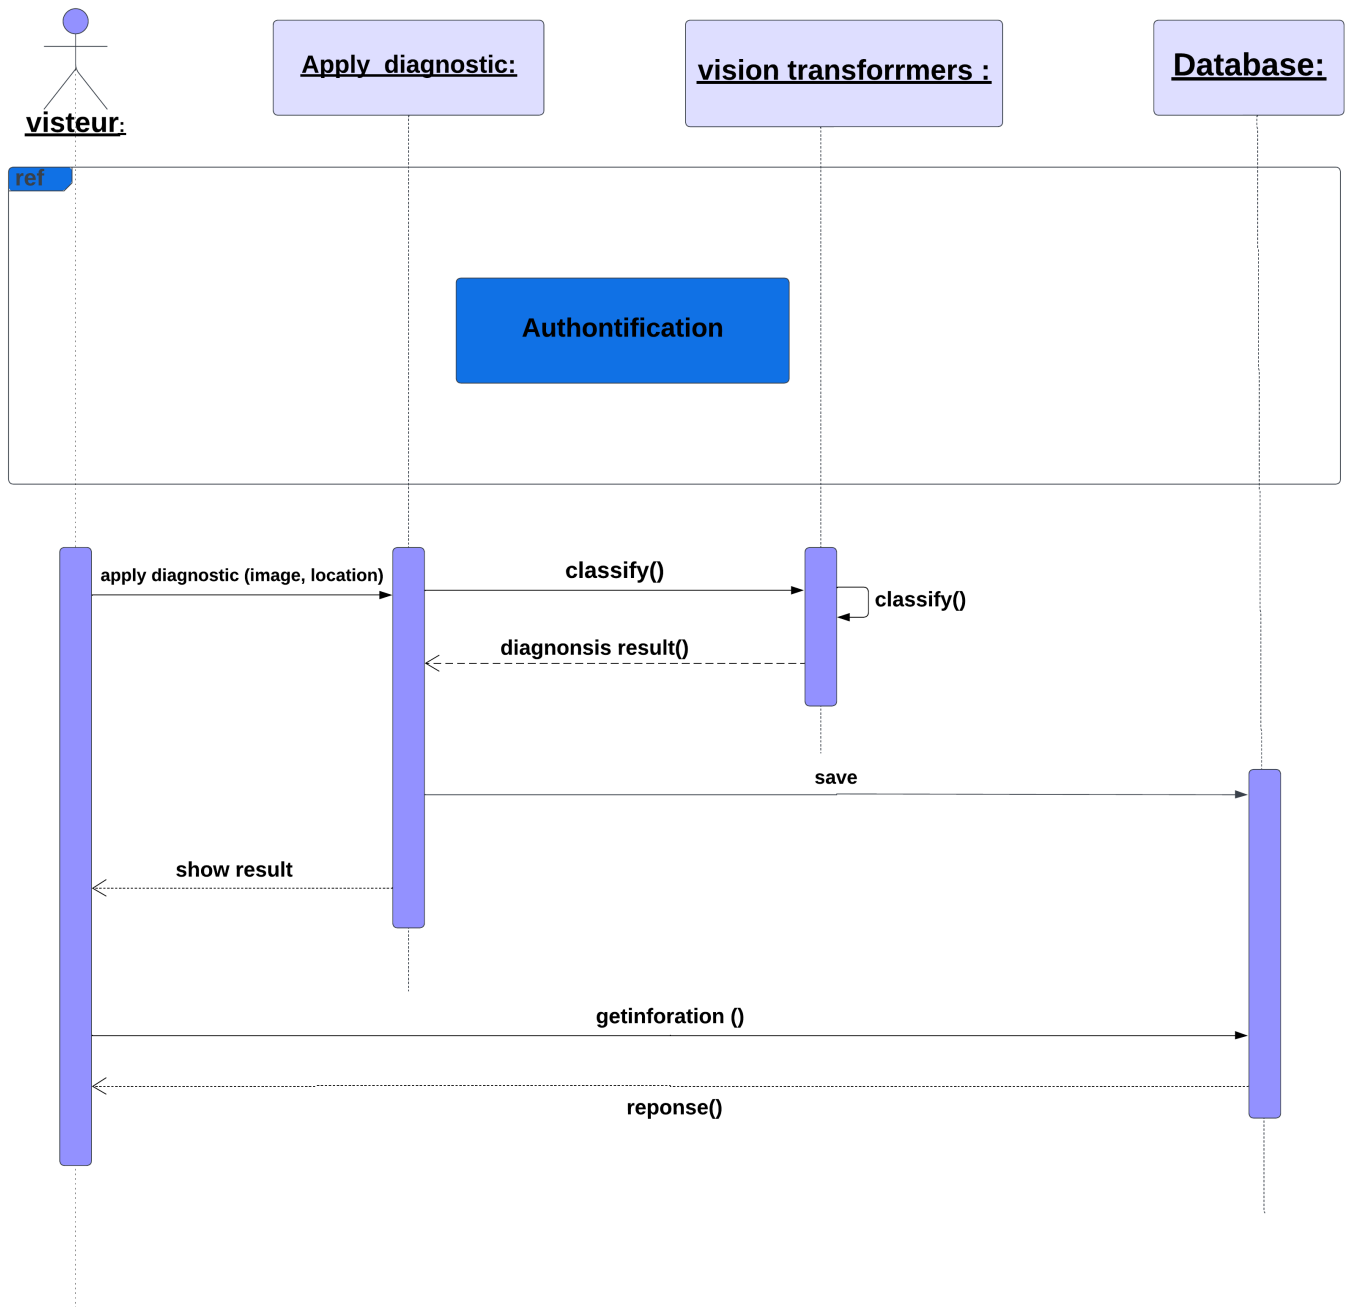 visteur:
Apply  diagnostic:
vision transforrmers :
Database:
ref
Authontification
apply diagnostic (image, location)
classify()
classify()
diagnonsis result()
save
show result
getinforation ()
reponse()